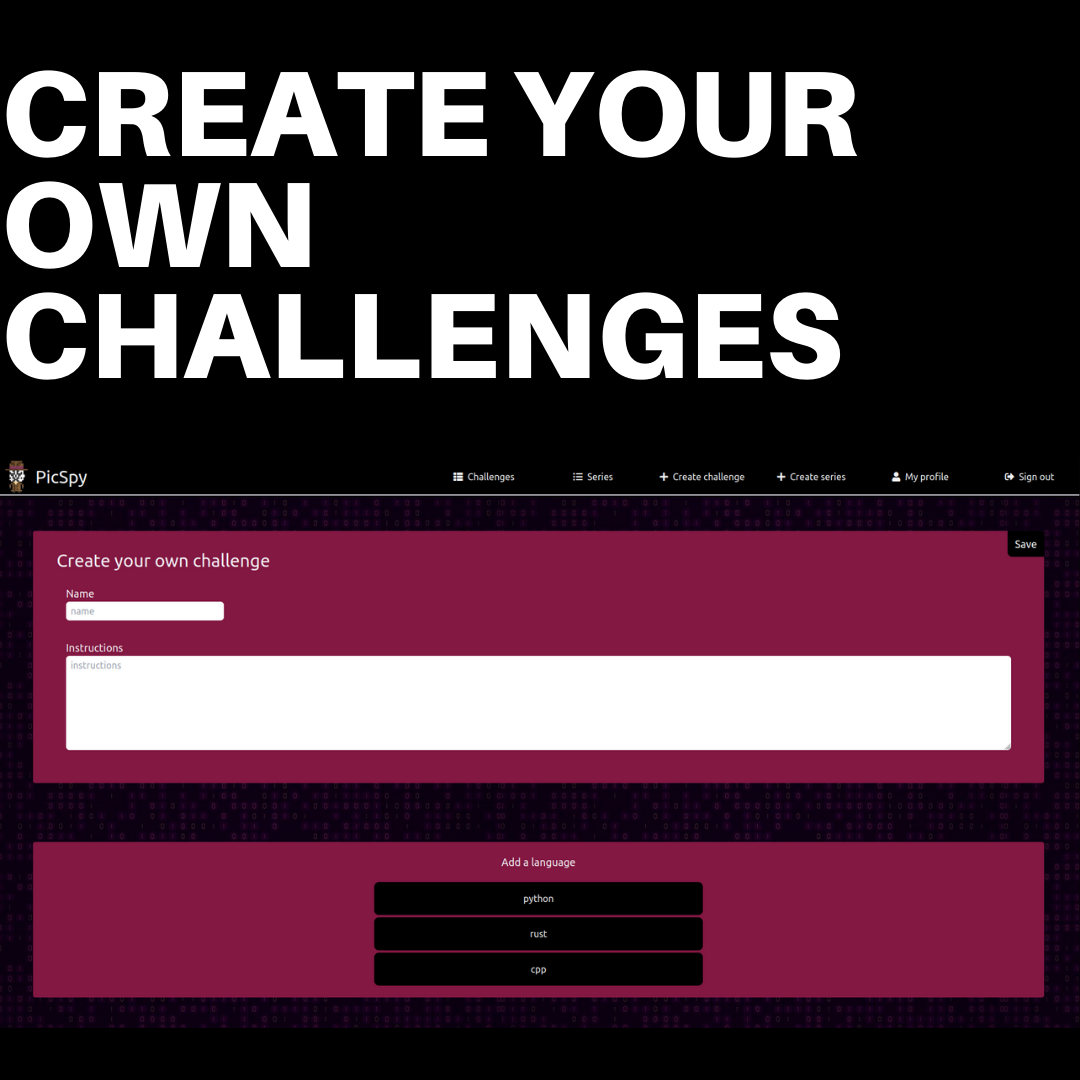 CREATE YOUR
OWN
CHALLENGES
PicSpy Challenges Series Create challenge Create series My profile Sign out
Save
Create your own challenge
Name
name
Instructions
instructions
Add a language
python
rust
cpp